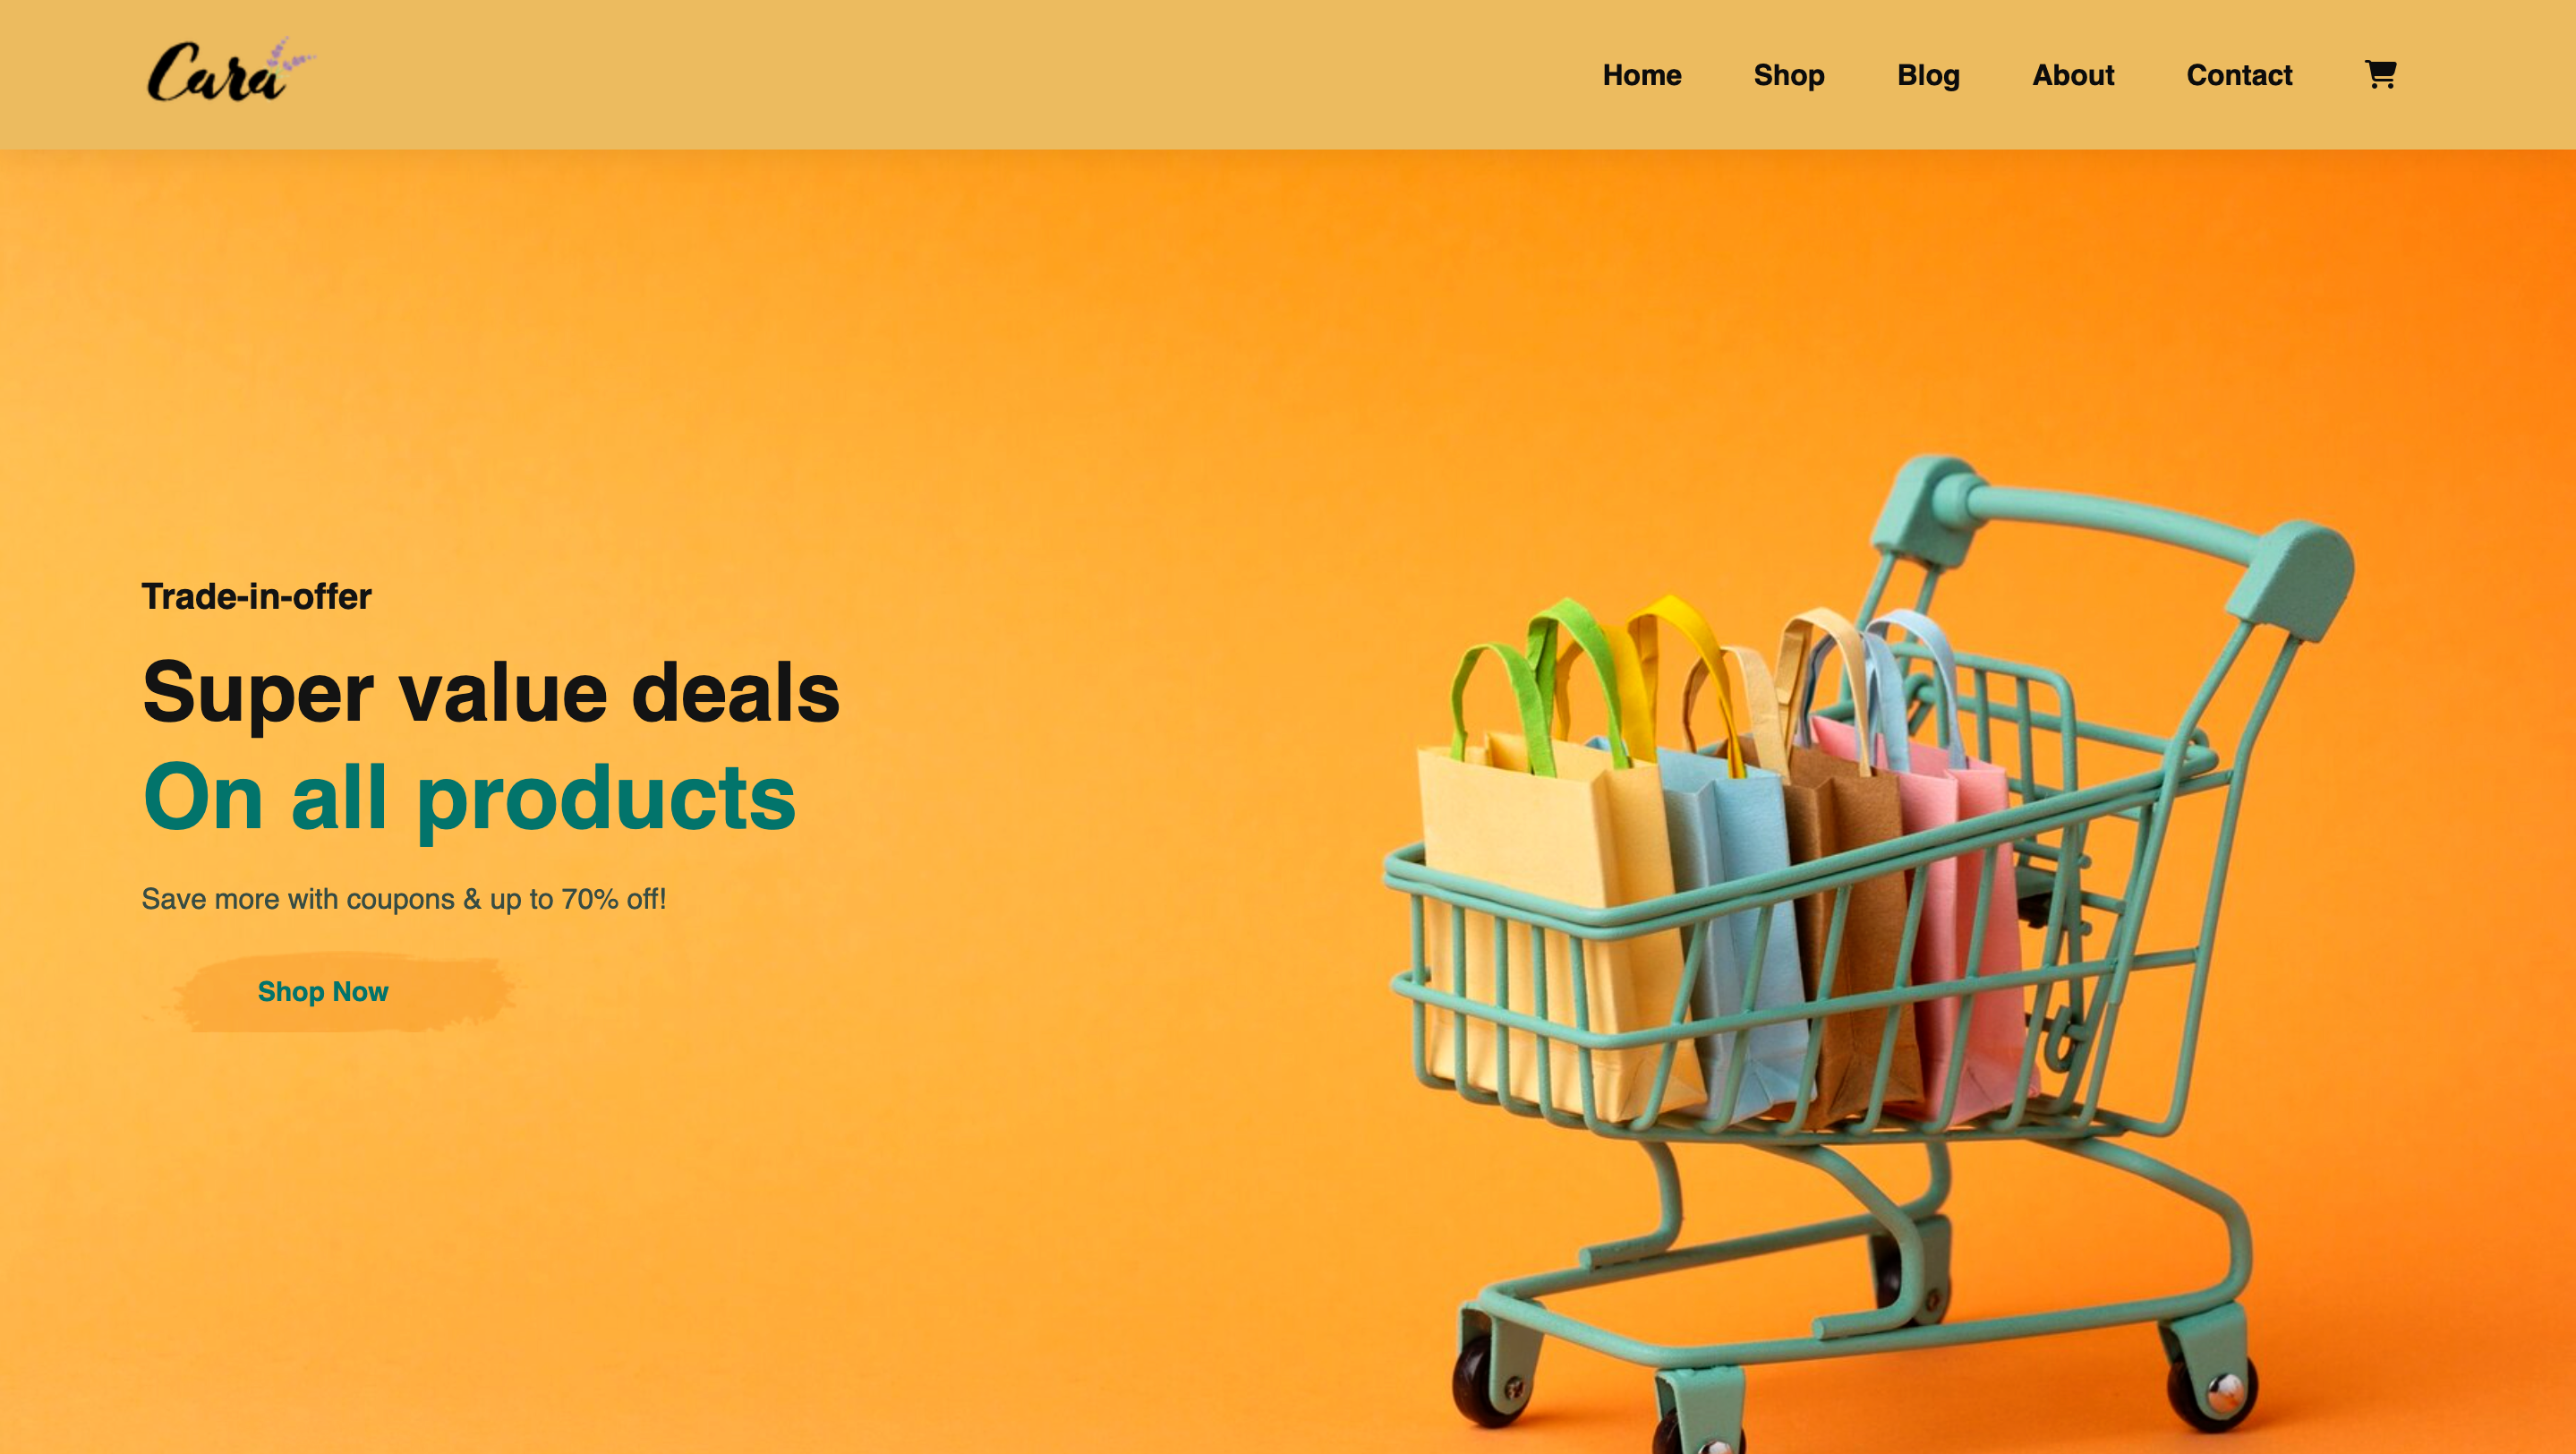 Cara
Home Shop Blog About Contact
Trade-in-offer
Super value deals
On all products
Save more with coupons & up to 70% off!
Shop Now